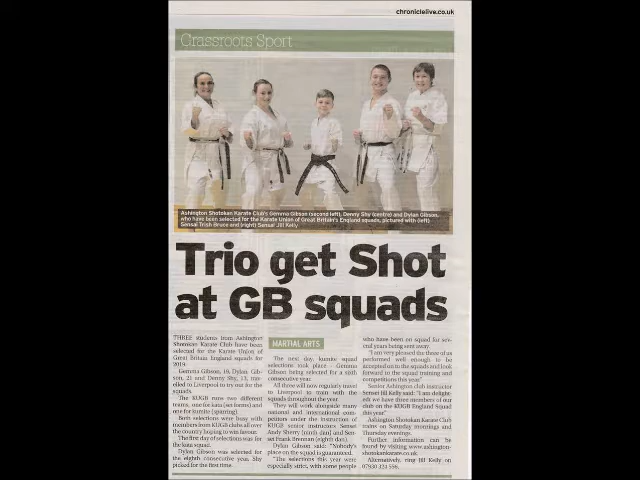 chroniclelive.co.uk
Grassroots Sport
Ashington Shotokan Karate Club's Gemma Gibson (second left), Denny Shy (centre) and Dylan Gibson,
who have been selected for the Karate Union of Great Britain's England squads, pictured with (left)
Sensei Trish Bruce and (right) Sensei Jill Kelly
Trio get Shot
at GB squads
THREE students from Ashington
Shotokan Karate Club have been
selected for the Karate Union of
Great Britain England squads for
2019.
Gemma Gibson, 19, Dylan Gib-
son, 21 and Denny Shy, 13, trav-
elled to Liverpool to try out for the
squads.
The KUGB runs two different
teams, one for kata (set forms) and
one for kumite (sparring).
Both selections were busy with
members from KUGB clubs all over
the country hoping to win favour.
The first day of selections was for
the kata squad.
Dylan Gibson was selected for
the eighth consecutive year, Shy
picked for the first time.
MARTIAL ARTS
The next day, kumite squad
selections took place - Gemma
Gibson being selected for a sixth
consecutive year.
All three will now regularly travel
to Liverpool to train with the
squads throughout the year.
They will work alongside many
national and international com-
petitors under the instruction of
KUGB senior instructors Sensei
Andy Sherry (ninth dan) and Sen-
sei Frank Brennan (eighth dan).
Dylan Gibson said: "Nobody's
place on the squad is guaranteed.
"The selections this year were
especially strict, with some people
who have been on squad for sev-
eral years being sent away.
"I am very pleased the three of us
performed well enough to be
accepted on to the squads and look
forward to the squad training and
competitions this year."
Senior Ashington club instructor
Sensei Jill Kelly said: "I am delight-
ed we have three members of our
club on the KUGB England Squad
this year."
Ashington Shotokan Karate Club
trains on Saturday mornings and
Thursday evenings.
Further information can be
found by visiting www.ashington-
shotokankarate.co.uk.
Alternatively, ring Jill Kelly on
07930 324 556.